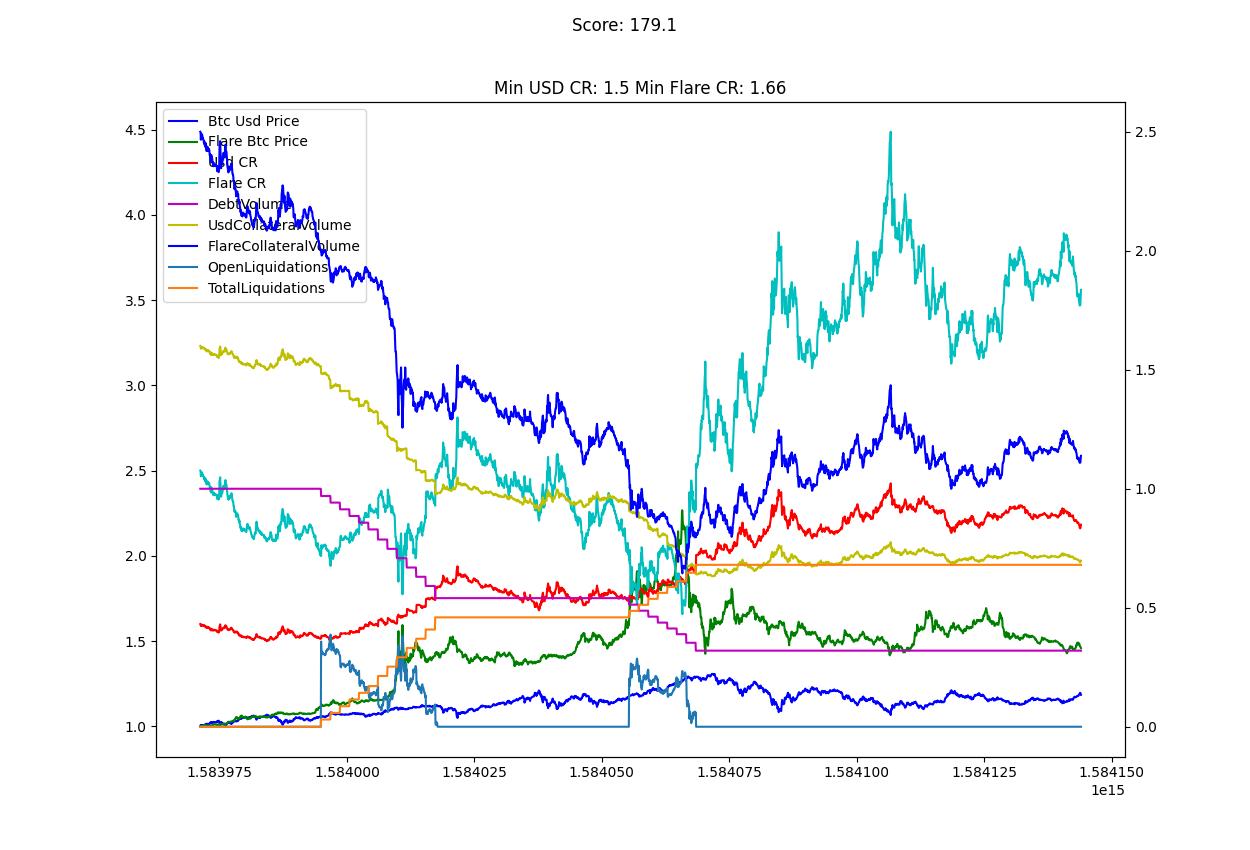 Score: 179.1
Min USD CR: 1.5 Min Flare CR: 1.66
Btc Usd Price
Flare Btc Price
Usd CR
Flare CR
DebtVolume
UsdCollateralVolume
FlareCollateralVolume
OpenLiquidations
TotalLiquidations
4.5
4.0
3.5
3.0
2.5
2.0
1.5
1.0
2.5
2.0
1.5
1.0
0.5
0.0
1.583975 1.584000 1.584025 1.584050 1.584075 1.584100 1.584125 1.584150
1e15